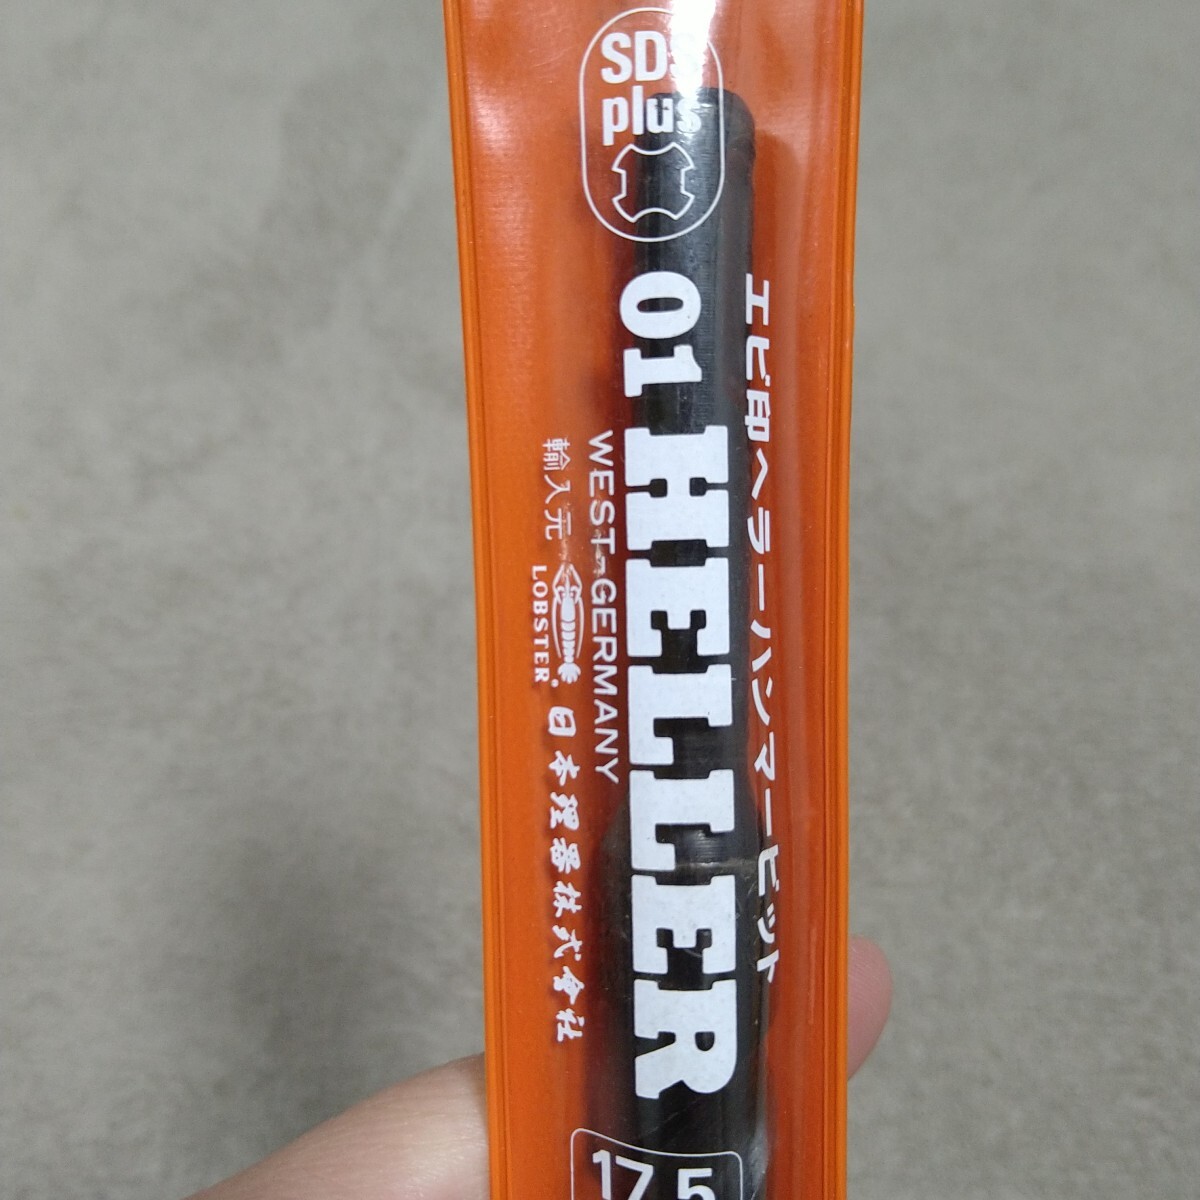 SDS
plus
エビ印ヘラーハンマービット
01 HELLER
WEST-GERMANY
輸入元
LOBSTER
日本理器株式會社
17.5